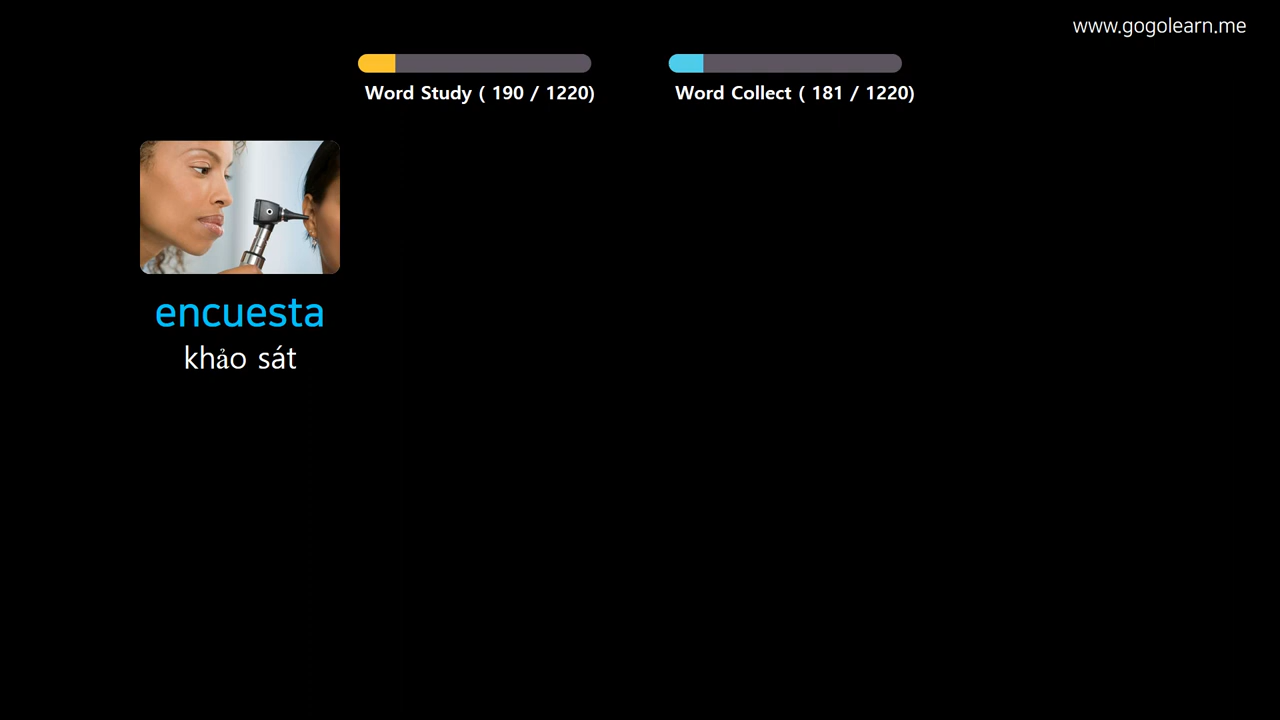 www.gogolearn.me
Word Study ( 190 / 1220)
Word Collect ( 181 / 1220)
encuesta
khảo sát